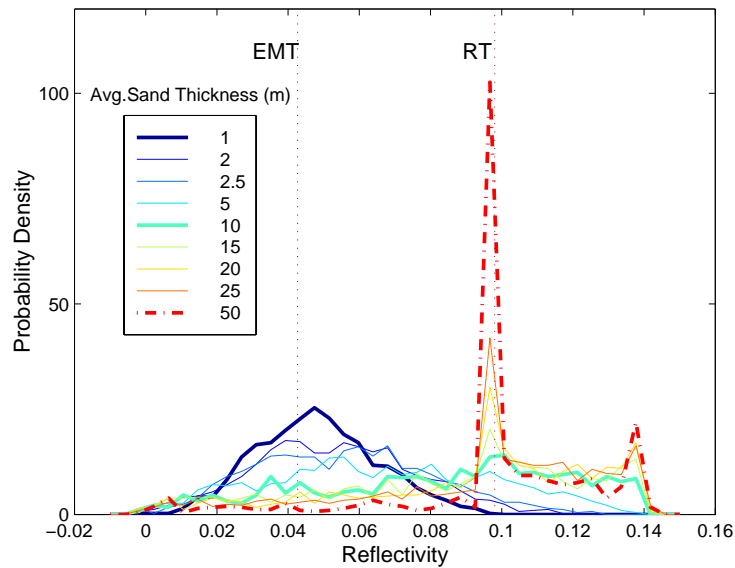 EMT RT
Avg.Sand Thickness (m)
1
2
2.5
5
10
15
20
25
50
Probability Density
100
50
0
−0.02 0 0.02 0.04 0.06 0.08 0.1 0.12 0.14 0.16
Reflectivity